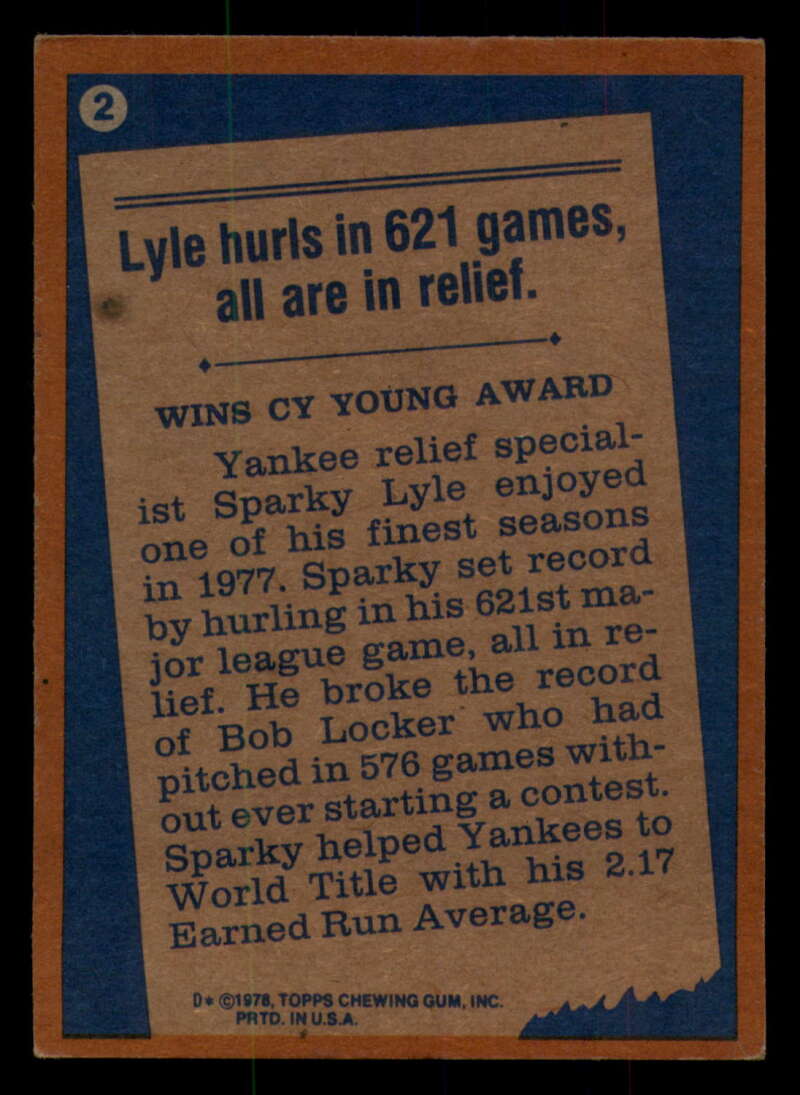 2
Lyle hurls in 621 games,
all are in relief.
WINS CY YOUNG AWARD
Yankee relief special-
ist Sparky Lyle enjoyed
one of his finest seasons
in 1977. Sparky set record
by hurling in his 621st ma-
jor league game, all in re-
lief. He broke the record
of Bob Locker who had
pitched in 576 games with-
out ever starting a contest.
Sparky helped Yankees to
World Title with his 2.17
Earned Run Average.
D* ©1978, TOPPS CHEWING GUM, INC.
PRTD. IN U.S.A.